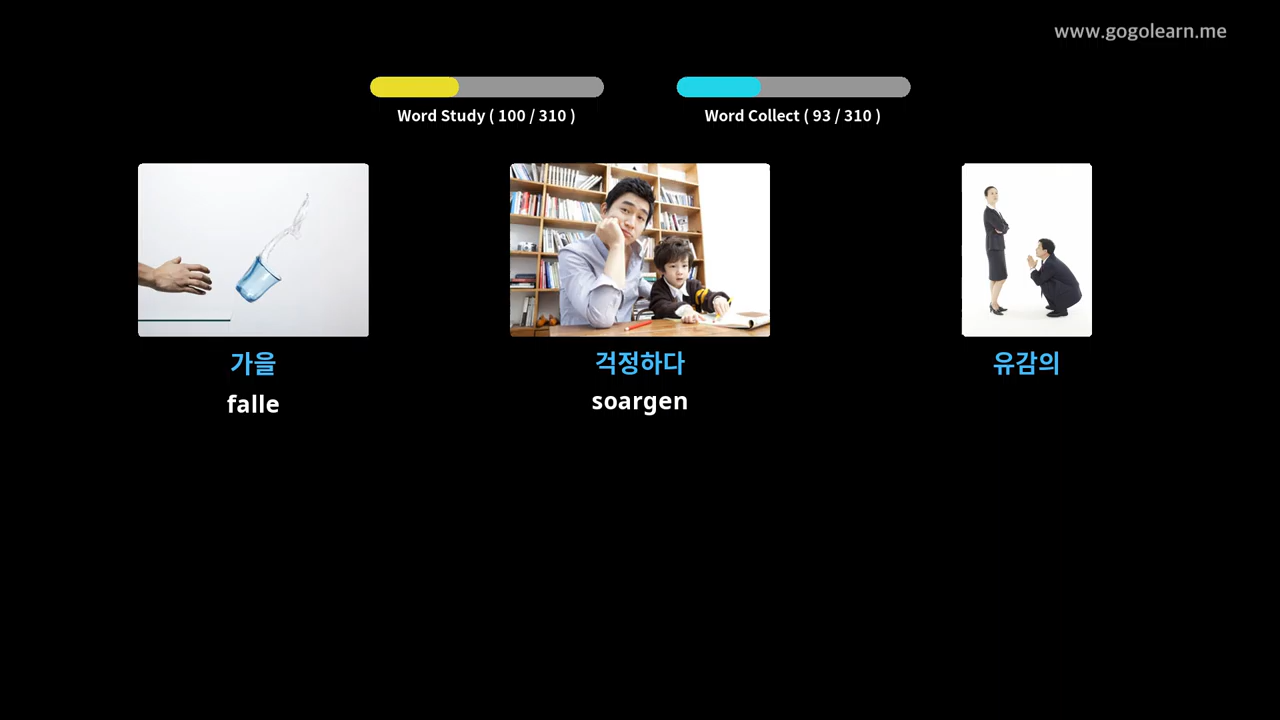 www.gogolearn.me
Word Study ( 100 / 310 )
Word Collect ( 93 / 310 )
가을
걱정하다
유감의
falle
soargen